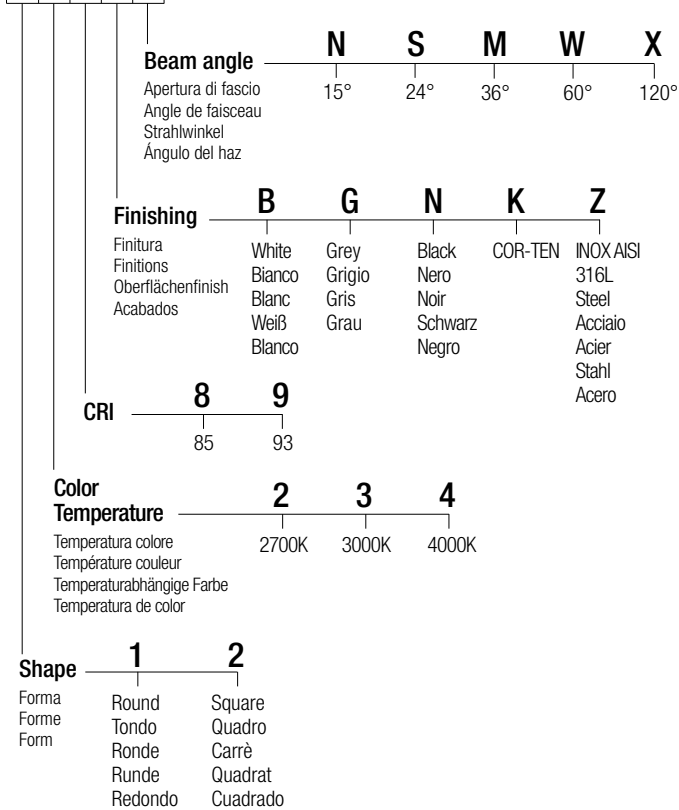 Beam angle
N S M W X
Apertura di fascio
Angle de faisceau
Strahlwinkel
Ángulo del haz
15° 24° 36° 60° 120°
Finishing
B G N K Z
Finitura
Finitions
Oberflächenfinish
Acabados
White
Bianco
Blanc
Weiß
Blanco
Grey
Grigio
Gris
Grau
Black
Nero
Noir
Schwarz
Negro
COR-TEN
INOX AISI
316L
Steel
Acciaio
Acier
Stahl
Acero
CRI
8 9
85 93
Color
Temperature
2 3 4
Temperatura colore
Température couleur
Temperaturabhängige Farbe
Temperatura de color
2700K 3000K 4000K
Shape
1 2
Forma
Forme
Form
Round
Tondo
Ronde
Runde
Redondo
Square
Quadro
Carrè
Quadrat
Cuadrado